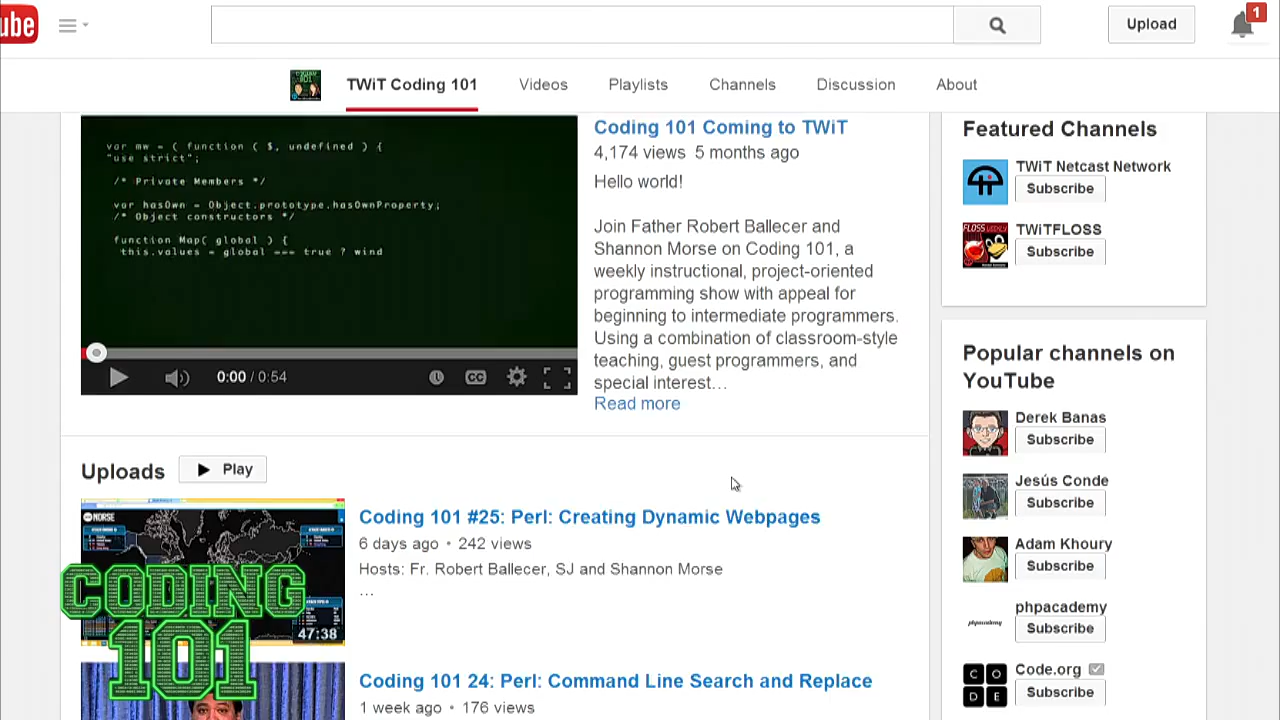 ube
1
Upload
TWiT Coding 101
Videos
Playlists
Channels
Discussion
About
var mw = ( function ( $, undefined ) {
"use strict";
/* Private Members */
var hasOwn = Object.prototype.hasOwnProperty;
/* Object constructors */
function Map( global ) {
this.values = global === true ? wind
0:00 / 0:54
CC
Coding 101 Coming to TWiT
4,174 views 5 months ago
Hello world!
Join Father Robert Ballecer and
Shannon Morse on Coding 101, a
weekly instructional, project-oriented
programming show with appeal for
beginning to intermediate programmers.
Using a combination of classroom-style
teaching, guest programmers, and
special interest...
Read more
Uploads
Play
NORSE
47:38
Coding 101 #25: Perl: Creating Dynamic Webpages
6 days ago • 242 views
Hosts: Fr. Robert Ballecer, SJ and Shannon Morse
...
CODING
101
Coding 101 24: Perl: Command Line Search and Replace
1 week ago • 176 views
Featured Channels
TWiT Netcast Network
Subscribe
FLOSS WEEKLY
TWiTFLOSS
Subscribe
Popular channels on
YouTube
Derek Banas
Subscribe
Jesús Conde
Subscribe
Adam Khoury
Subscribe
phpacademy
phpacademy
Subscribe
C O
D E
Code.org
Subscribe